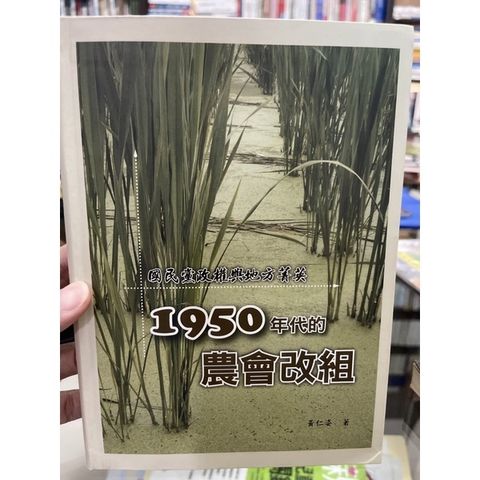 國民黨政權與地方菁英
1950年代的
農會改組
黃仁姿 著